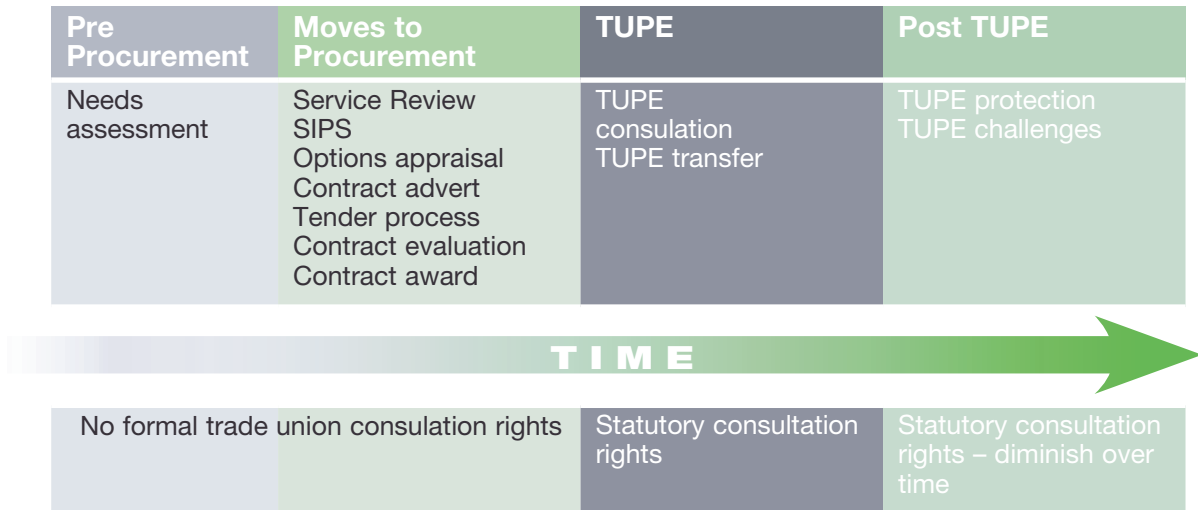 Pre
Procurement
Moves to
Procurement
TUPE
Post TUPE
Needs
assessment
Service Review
SIPS
Options appraisal
Contract advert
Tender process
Contract evaluation
Contract award
TUPE
consulation
TUPE transfer
TUPE protection
TUPE challenges
TIME
No formal trade union consulation rights
Statutory consultation
rights
Statutory consultation
rights – diminish over
time